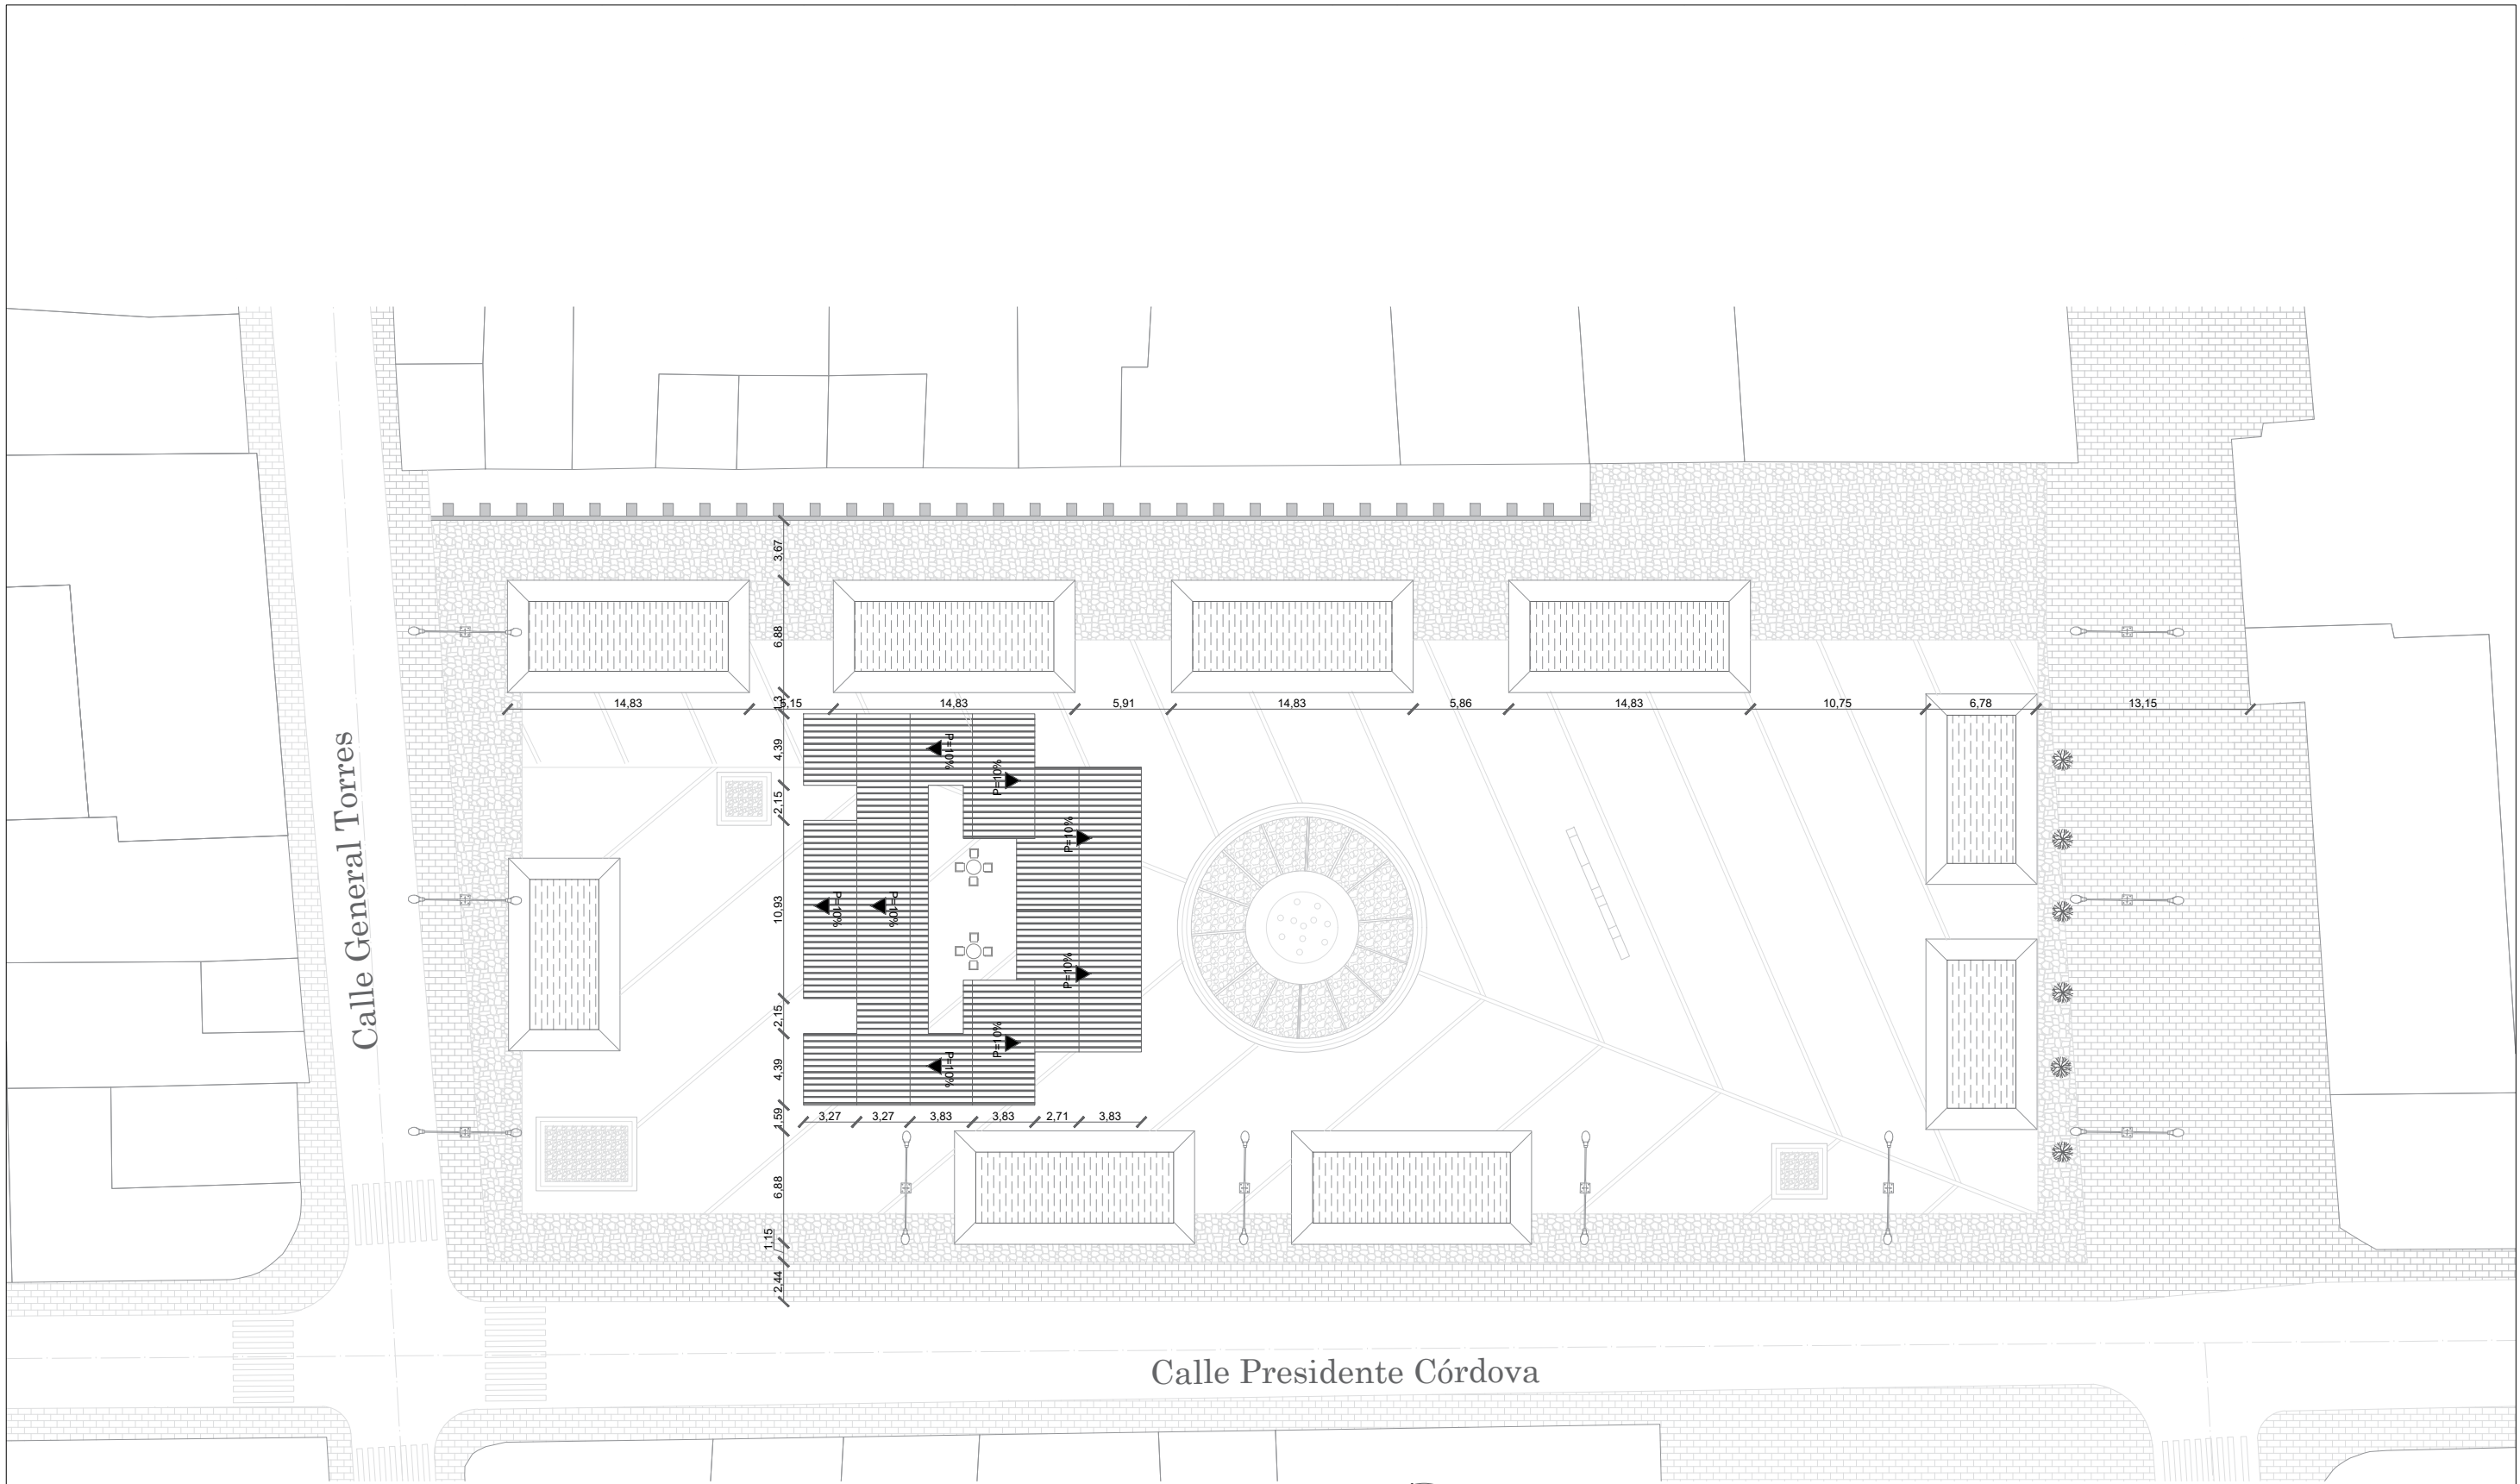 3,67
6,88
1,3
14,83
5,15
14,83
5,91
14,83
5,86
14,83
10,75
6,78
13,15
4,39
2,15
10,93
2,15
4,39
1,59
6,88
1,15
2,44
P=10%
P=10%
P=10%
P=10%
P=10%
P=10%
P=10%
P=10%
3,27
3,27
3,83
3,83
2,71
3,83
Calle General Torres
Calle Presidente Córdova